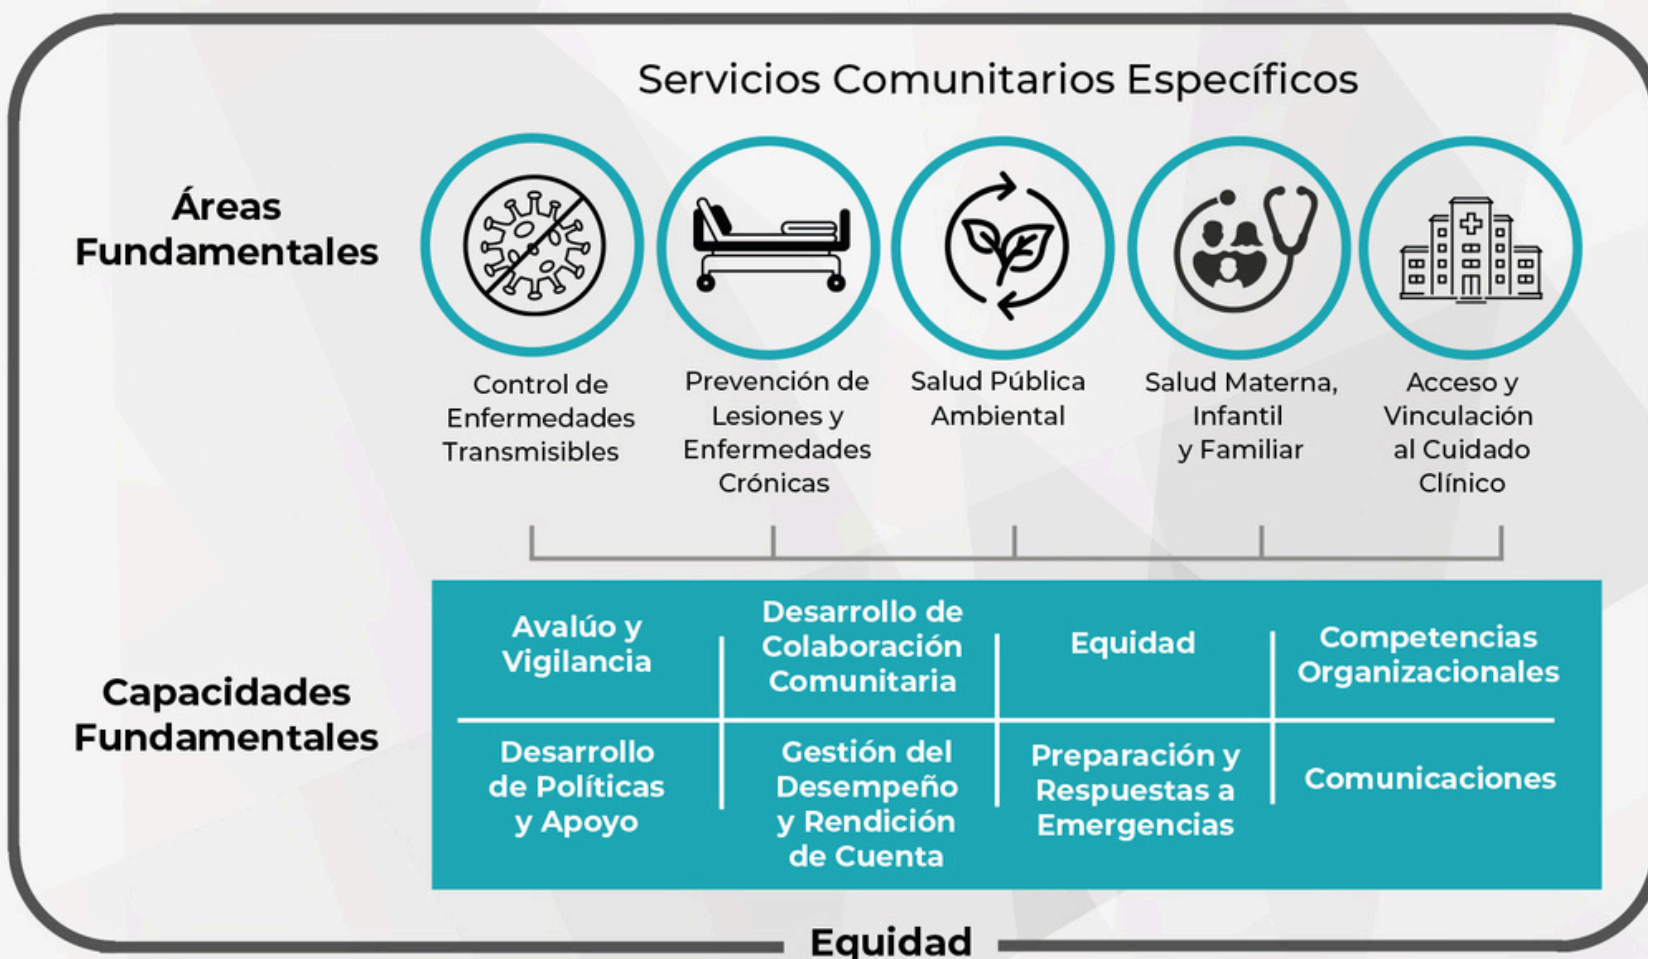 Servicios Comunitarios Específicos
Áreas
Fundamentales
Control de
Enfermedades
Transmisibles
Prevención de
Lesiones y
Enfermedades
Crónicas
Salud Pública
Ambiental
Salud Materna,
Infantil
y Familiar
Acceso y
Vinculación
al Cuidado
Clínico
Capacidades
Fundamentales
Avalúo y
Vigilancia
Desarrollo de
Colaboración
Comunitaria
Equidad
Competencias
Organizacionales
Desarrollo
de Políticas
y Apoyo
Gestión del
Desempeño
y Rendición
de Cuenta
Preparación y
Respuestas a
Emergencias
Comunicaciones
Equidad